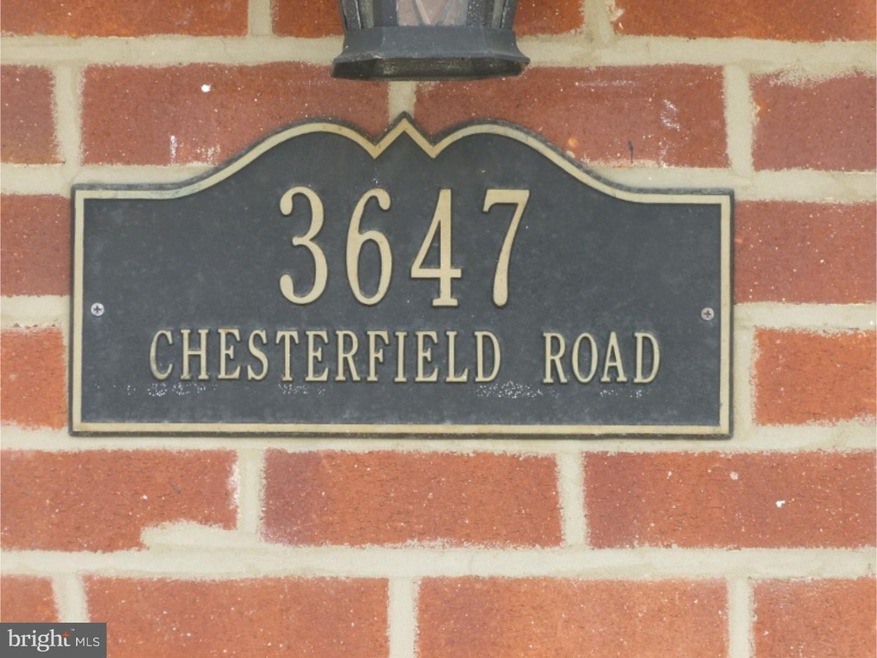 3647
CHESTERFIELD ROAD
bright MLS